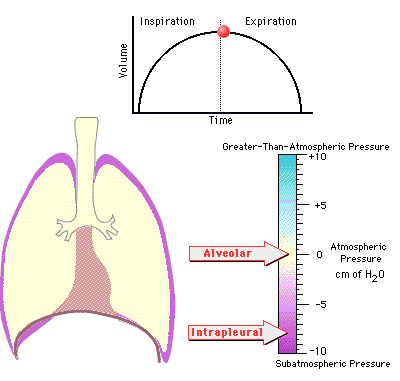 Inspiration Expiration
Volume
Time
Greater-Than-Atmospheric Pressure
+10
+5
Alveolar
0
Atmospheric
Pressure
cm of H2O
-5
Intrapleural
-10
Subatmospheric Pressure